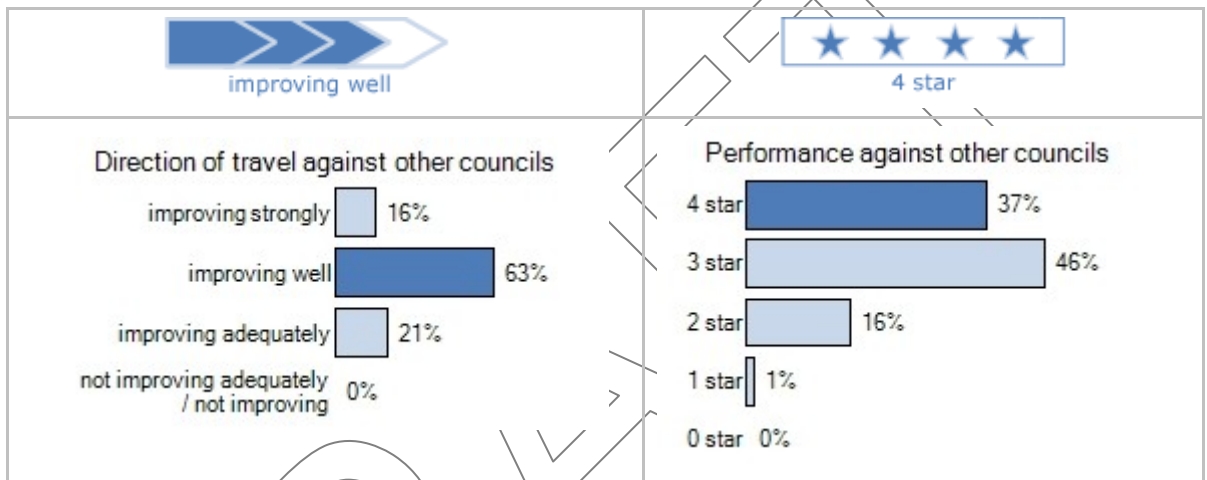 improving well
4 star
Direction of travel against other councils
improving strongly 16%
improving well 63%
improving adequately 21%
not improving adequately
/ not improving 0%
Performance against other councils
4 star 37%
3 star 46%
2 star 16%
1 star 1%
0 star 0%